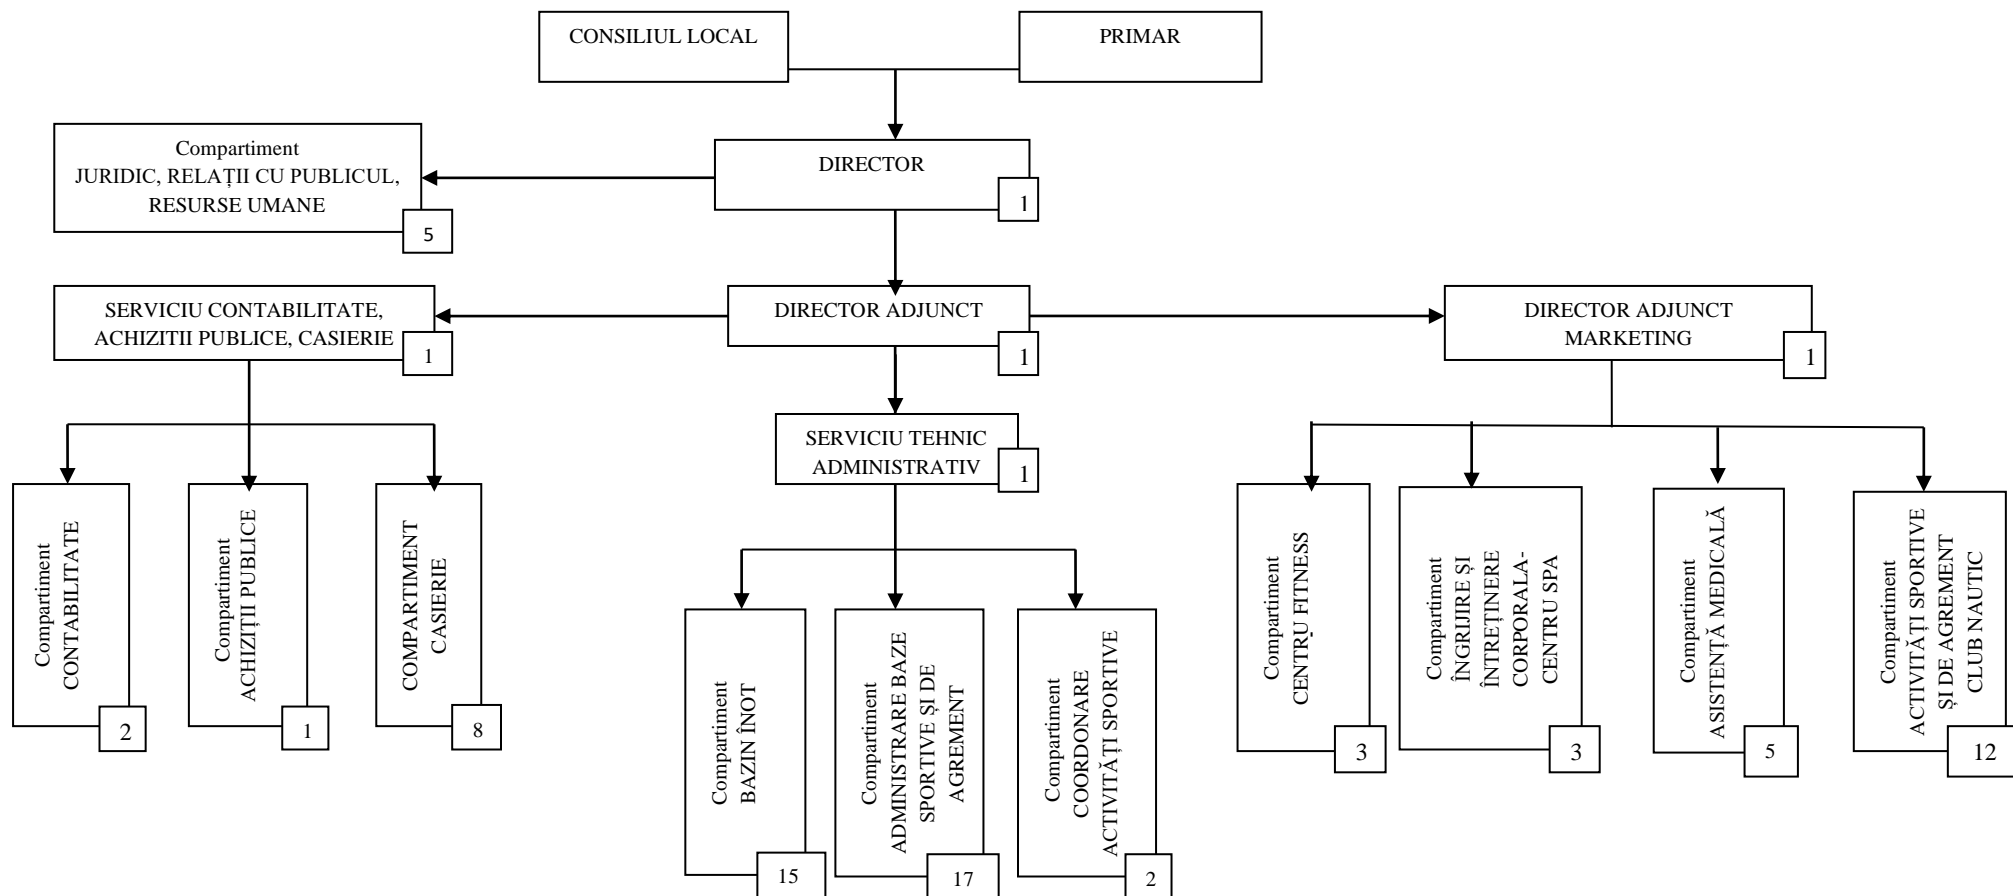 CONSILIUL LOCAL
PRIMAR
Compartiment
JURIDIC, RELAȚII CU PUBLICUL,
RESURSE UMANE
5
DIRECTOR
1
SERVICIU CONTABILITATE,
ACHIZITII PUBLICE, CASIERIE
1
DIRECTOR ADJUNCT
1
DIRECTOR ADJUNCT
MARKETING
1
SERVICIU TEHNIC
ADMINISTRATIV
1
Compartiment
CONTABILITATE
2
Compartiment
ACHIZIȚII PUBLICE
1
COMPARTIMENT
CASIERIE
8
Compartiment
BAZIN ÎNOT
15
Compartiment
ADMINISTRARE BAZE
SPORTIVE ȘI DE
AGREMENT
17
Compartiment
COORDONARE
ACTIVITĂȚI SPORTIVE
2
Compartiment
CENTRU FITNESS
3
Compartiment
ÎNGRIJIRE ȘI
ÎNTREȚINERE
CORPORALA-
CENTRU SPA
3
Compartiment
ASISTENȚĂ MEDICALĂ
5
Compartient
ACTIVITĂȚI SPORTIVE
ȘI DE AGREMENT
CLUB NAUTIC
12